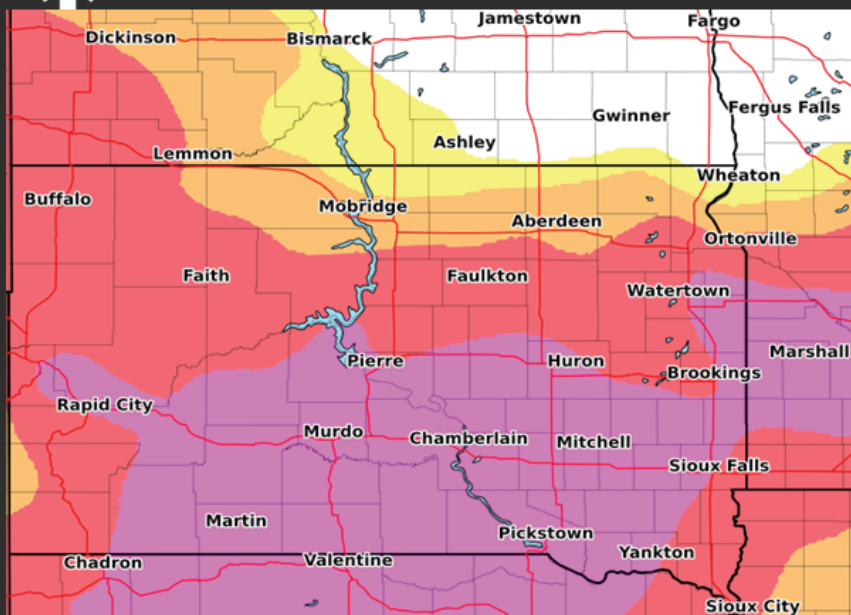 Jamestown
Fargo
Dickinson
Bismarck
Fergus Falls
Gwinner
Ashley
Lemmon
Wheaton
Buffalo
Mobridge
Aberdeen
Ortonville
Faith
Faulkton
Watertown
Marshall
Pierre
Huron
Brookings
Rapid City
Murdo
Chamberlain
Mitchell
Sioux Falls
Martin
Pickstown
Yankton
Chadron
Valentine
Sioux City